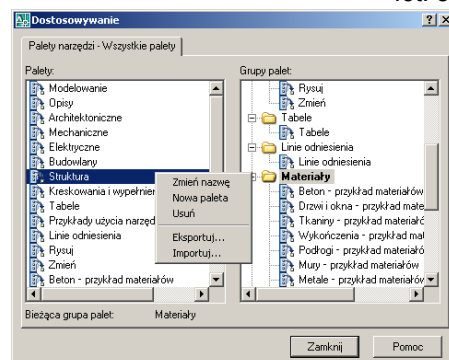 Dostosowywanie
Palety narzędzi - Wszystkie palety
Palety:
Modelowanie
Opisy
Architektoniczne
Mechaniczne
Elektryczne
Budowlany
Struktura
Kreskowania i wypełnier
Tabele
Przykłady użycia narzęd
Linie odniesienia
Rysuj
Zmień
Beton - przykład materiałów
Zmień nazwę
Nowa paleta
Usuń
Eksportuj...
Importuj...
Grupy palet:
Rysuj
Zmień
Tabele
Tabele
Linie odniesienia
Linie odniesienia
Materiały
Beton - przykład materiałów
Drzwi i okna - przykład mate
Tkaniny - przykład materiałó
Wykończenia - przykład mat
Podłogi - przykład materiałó
Mury - przykład materiałów
Metale - przykład materiałów
Bieżąca grupa palet: Materiały
Zamknij Pomoc